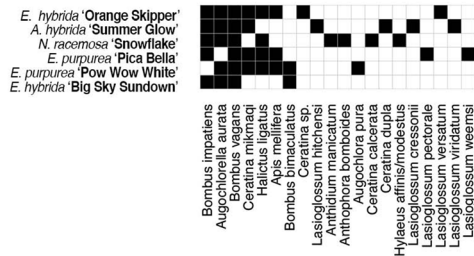 E. hybrida ‘Orange Skipper’
A. hybrida ‘Summer Glow’
N. racemosa ‘Snowflake’
E. purpurea ‘Pica Bella’
E. purpurea ‘Pow Wow White’
E. hybrida ‘Big Sky Sundown’
Bombus impatiens
Augochlorella aurata
Bombus vagans
Ceratina mikmaqi
Halictus ligatus
Apis mellifera
Bombus bimaculatus
Ceratina sp.
Lasioglossum hitchensi
Anthidium manicatum
Anthophora bomboides
Augochlora pura
Ceratina calcerata
Ceratina dupla
Hylaeus affinis/modestus
Lasioglossum cressonii
Lasioglossum pectorale
Lasioglossum versatum
Lasioglossum viridatum
Lasioglossum weemsi